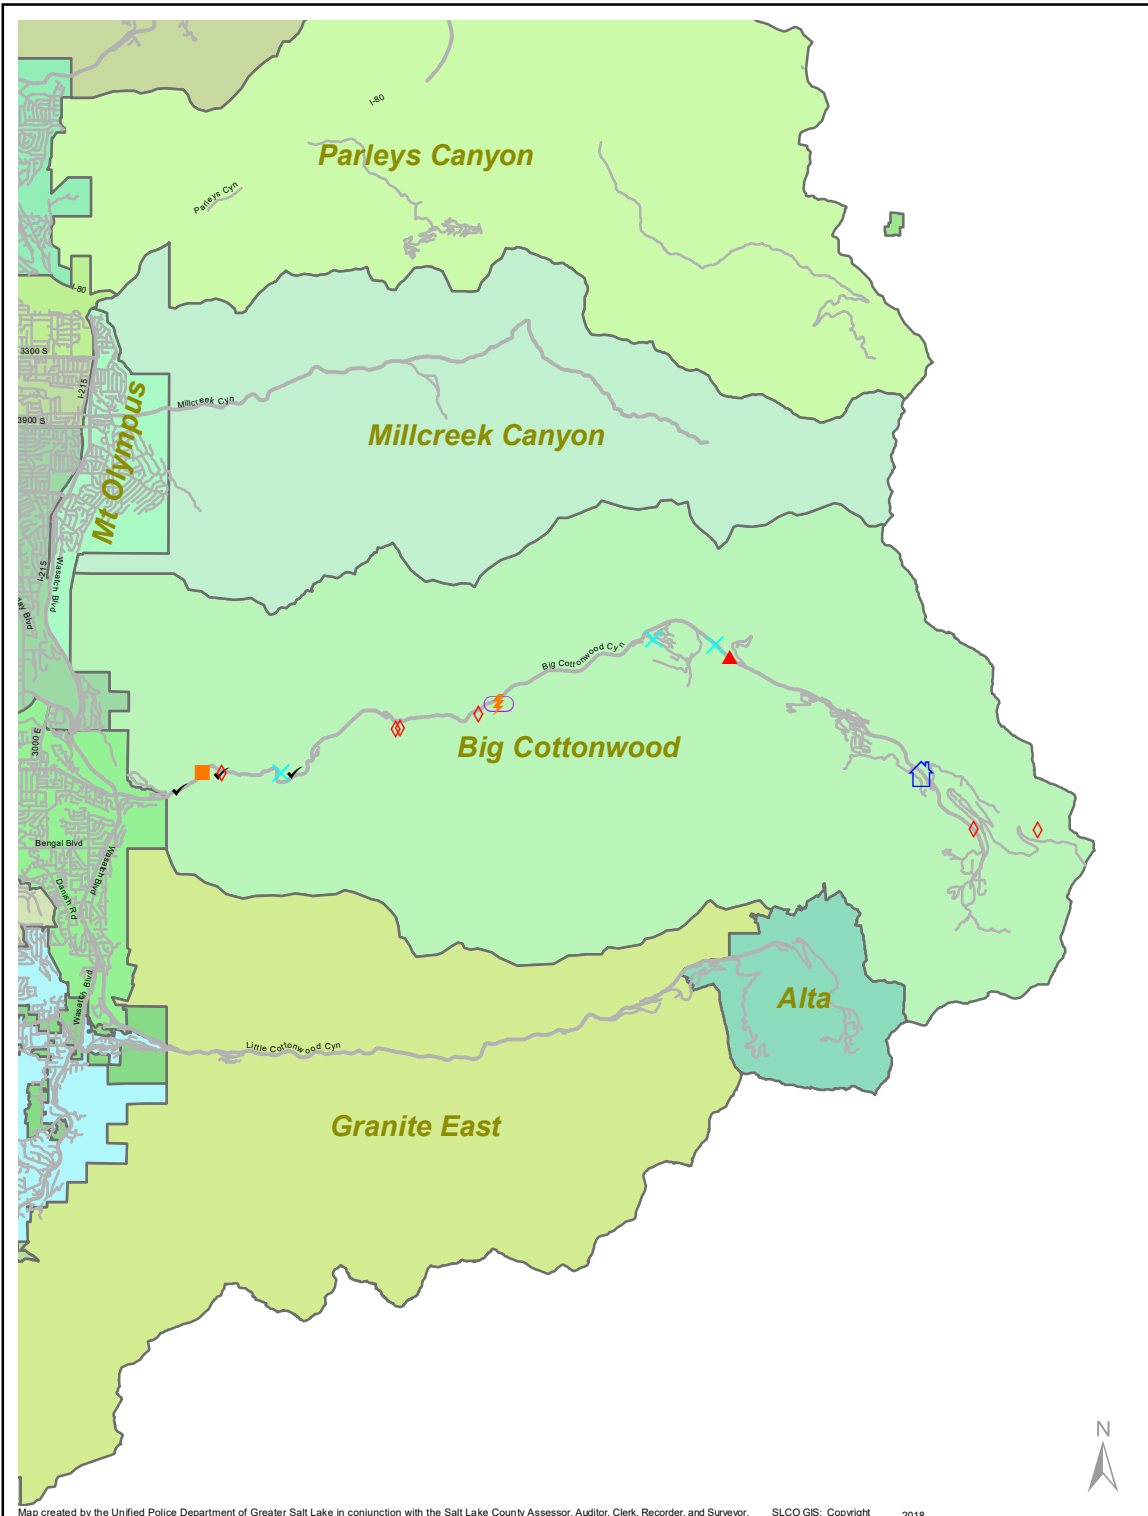 I-80
Parleys Canyon
Parleys Cyn
I-80
3300 S
I-215
Millcreek Cyn
3900 S
Mt Olympus
Millcreek Canyon
I-215
Wasatch Blvd
Blvd
Big Cottonwood Cyn
3000 E
Big Cottonwood
Bengal Blvd
Wasatch Blvd
Danish Rd
Wasatch Blvd
Alta
Little Cottonwood Cyn
Granite East
N
Map created by the Unified Police Department of Greater Salt Lake in conjunction with the Salt Lake County Assessor, Auditor, Clerk, Recorder, and Surveyor. SLCO GIS: Copyright 2018